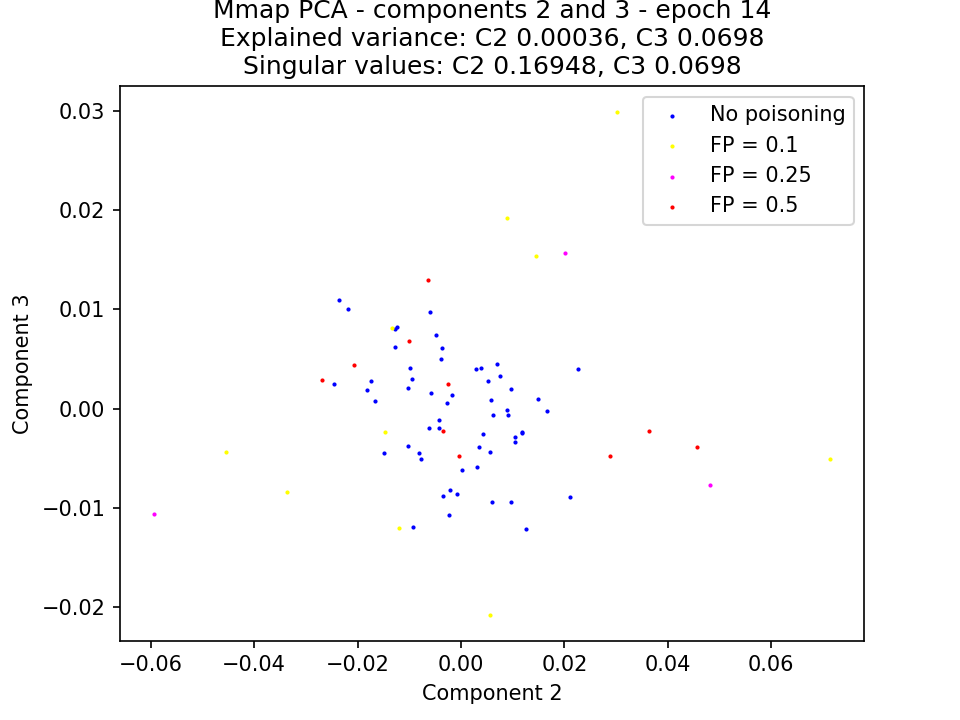 Mmap PCA - components 2 and 3 - epoch 14
Explained variance: C2 0.00036, C3 0.0698
Singular values: C2 0.16948, C3 0.0698
No poisoning
FP = 0.1
FP = 0.25
FP = 0.5
Component 3
0.03
0.02
0.01
0.00
−0.01
−0.02
−0.06 −0.04 −0.02 0.00 0.02 0.04 0.06
Component 2